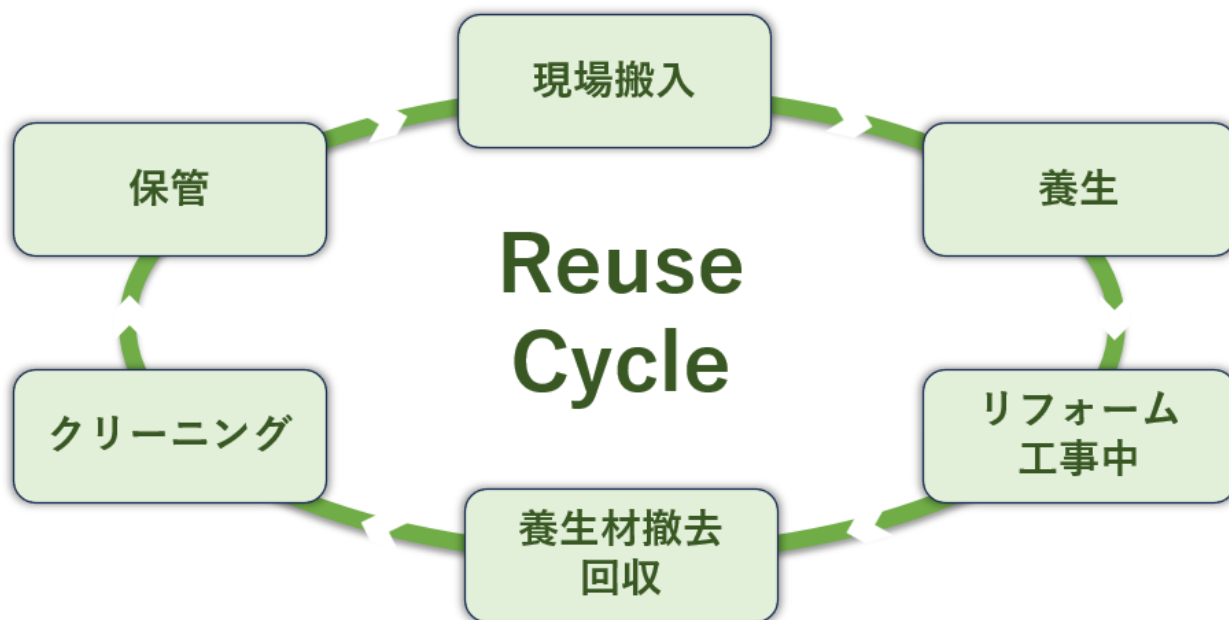 現場搬入
養生
リフォーム
工事中
養生材撤去
回収
クリーニング
保管
Reuse
Cycle